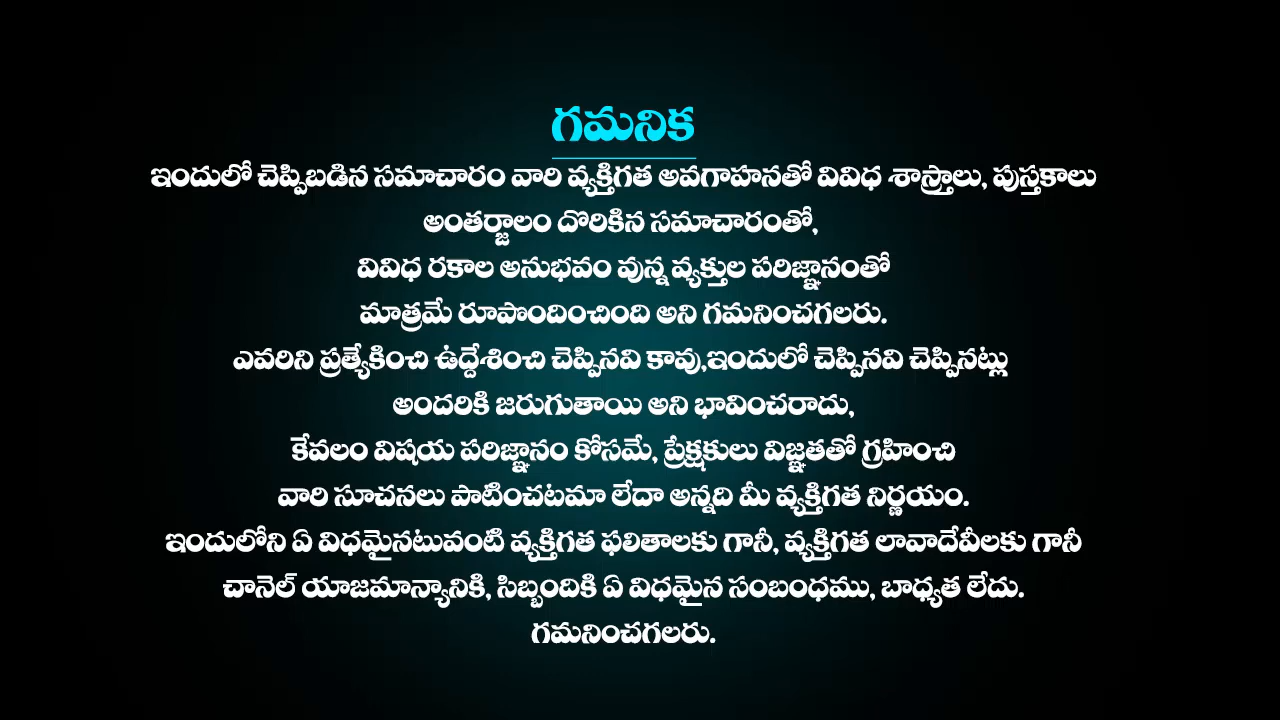 గమనిక
ఇందులో చెప్పిబడిన సమాచారం వారి వ్యక్తిగత అవగాహనతో వివిధ శాస్త్రాలు, పుస్తకాలు
అంతర్జాలం దొరికిన సమాచారంతో,
వివిధ రకాల అనుభవం వున్న వ్యక్తుల పరిజ్ఞానంతో
మాత్రమే రూపొందించింది అని గమనించగలరు.
ఎవరిని ప్రత్యేకించి ఉద్దేశించి చెప్పినవి కావు,ఇందులో చెప్పినవి చెప్పినట్లు
అందరికి జరుగుతాయి అని భావించరాదు,
కేవలం విషయ పరిజ్ఞానం కోసమే, ప్రేక్షకులు విజ్ఞతతో గ్రహించి
వారి సూచనలు పాటించటమా లేదా అన్నది మీ వ్యక్తిగత నిర్ణయం.
ఇందులోని ఏ విధమైనటువంటి వ్యక్తిగత ఫలితాలకు గానీ, వ్యక్తిగత లావాదేవీలకు గానీ
చానెల్ యాజమాన్యానికి, సిబ్బందికి ఏ విధమైన సంబంధము, బాధ్యత లేదు.
గమనించగలరు.